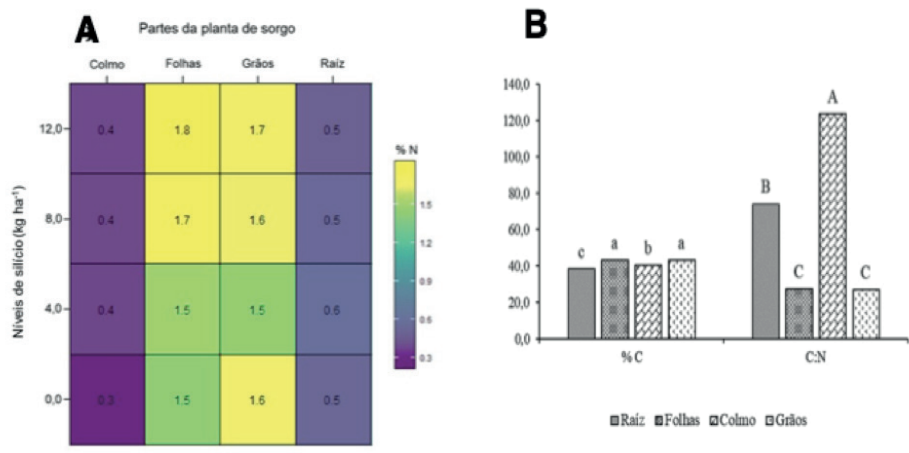 A
Partes da planta de sorgo
Colmo Folhas Grãos Raíz
12,0 0.4 1.8 1.7 0.5
8,0 0.4 1.7 1.6 0.5
4,0 0.4 1.5 1.5 0.6
0,0 0.3 1.5 1.6 0.5
Níveis de silício (kg ha⁻¹)
% N
1.5
1.2
0.9
0.6
0.3
B
140,0
120,0
100,0
80,0
60,0
40,0
20,0
0,0
c a b a B C A C
% C C:N
Raíz Folhas Colmo Grãos